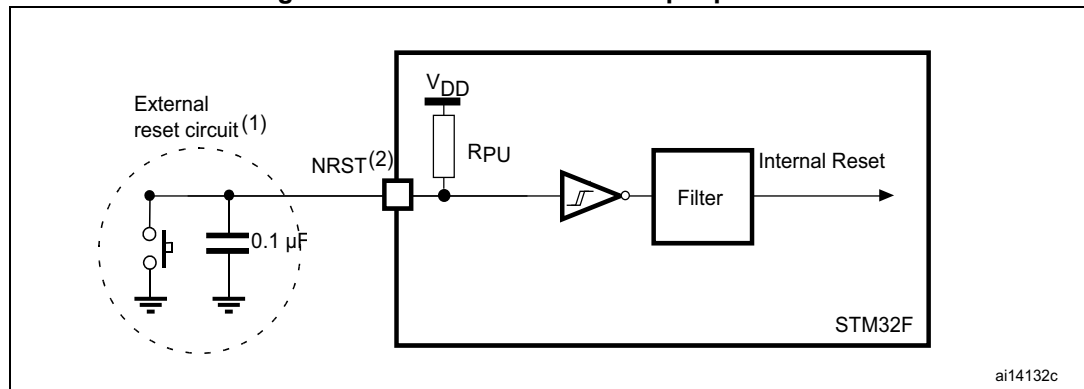 External
reset circuit(1)
NRST(2)
VDD
RPU
0.1 µF
Filter
Internal Reset
STM32F
ai14132c